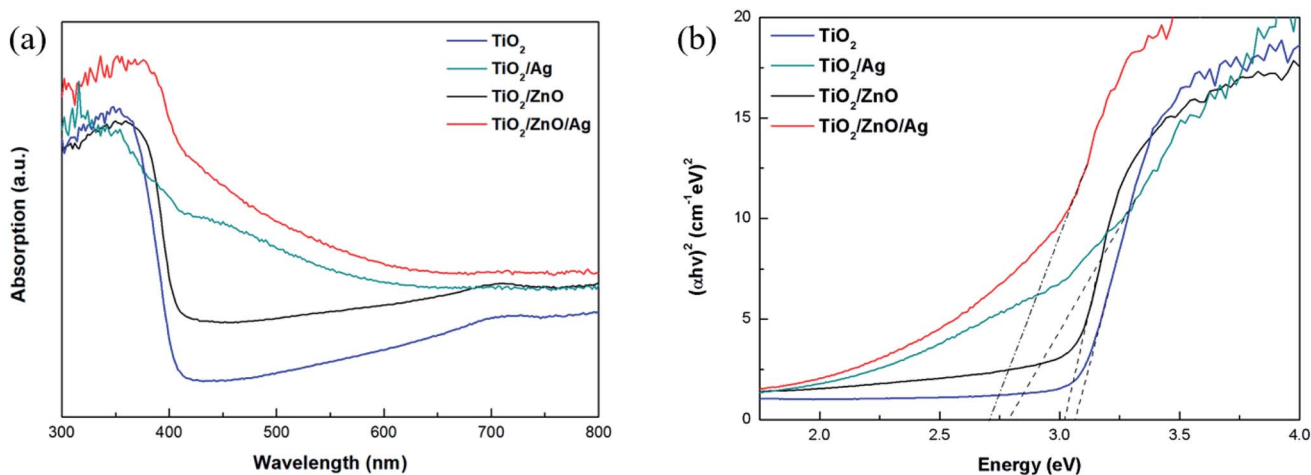 (a)
TiO₂
TiO₂/Ag
TiO₂/ZnO
TiO₂/ZnO/Ag
Absorption (a.u.)
300 400 500 600 700 800
Wavelength (nm)
(b)
TiO₂
TiO₂/Ag
TiO₂/ZnO
TiO₂/ZnO/Ag
(αhν)² (cm⁻¹eV)²
20
15
10
5
0
2.0 2.5 3.0 3.5 4.0
Energy (eV)